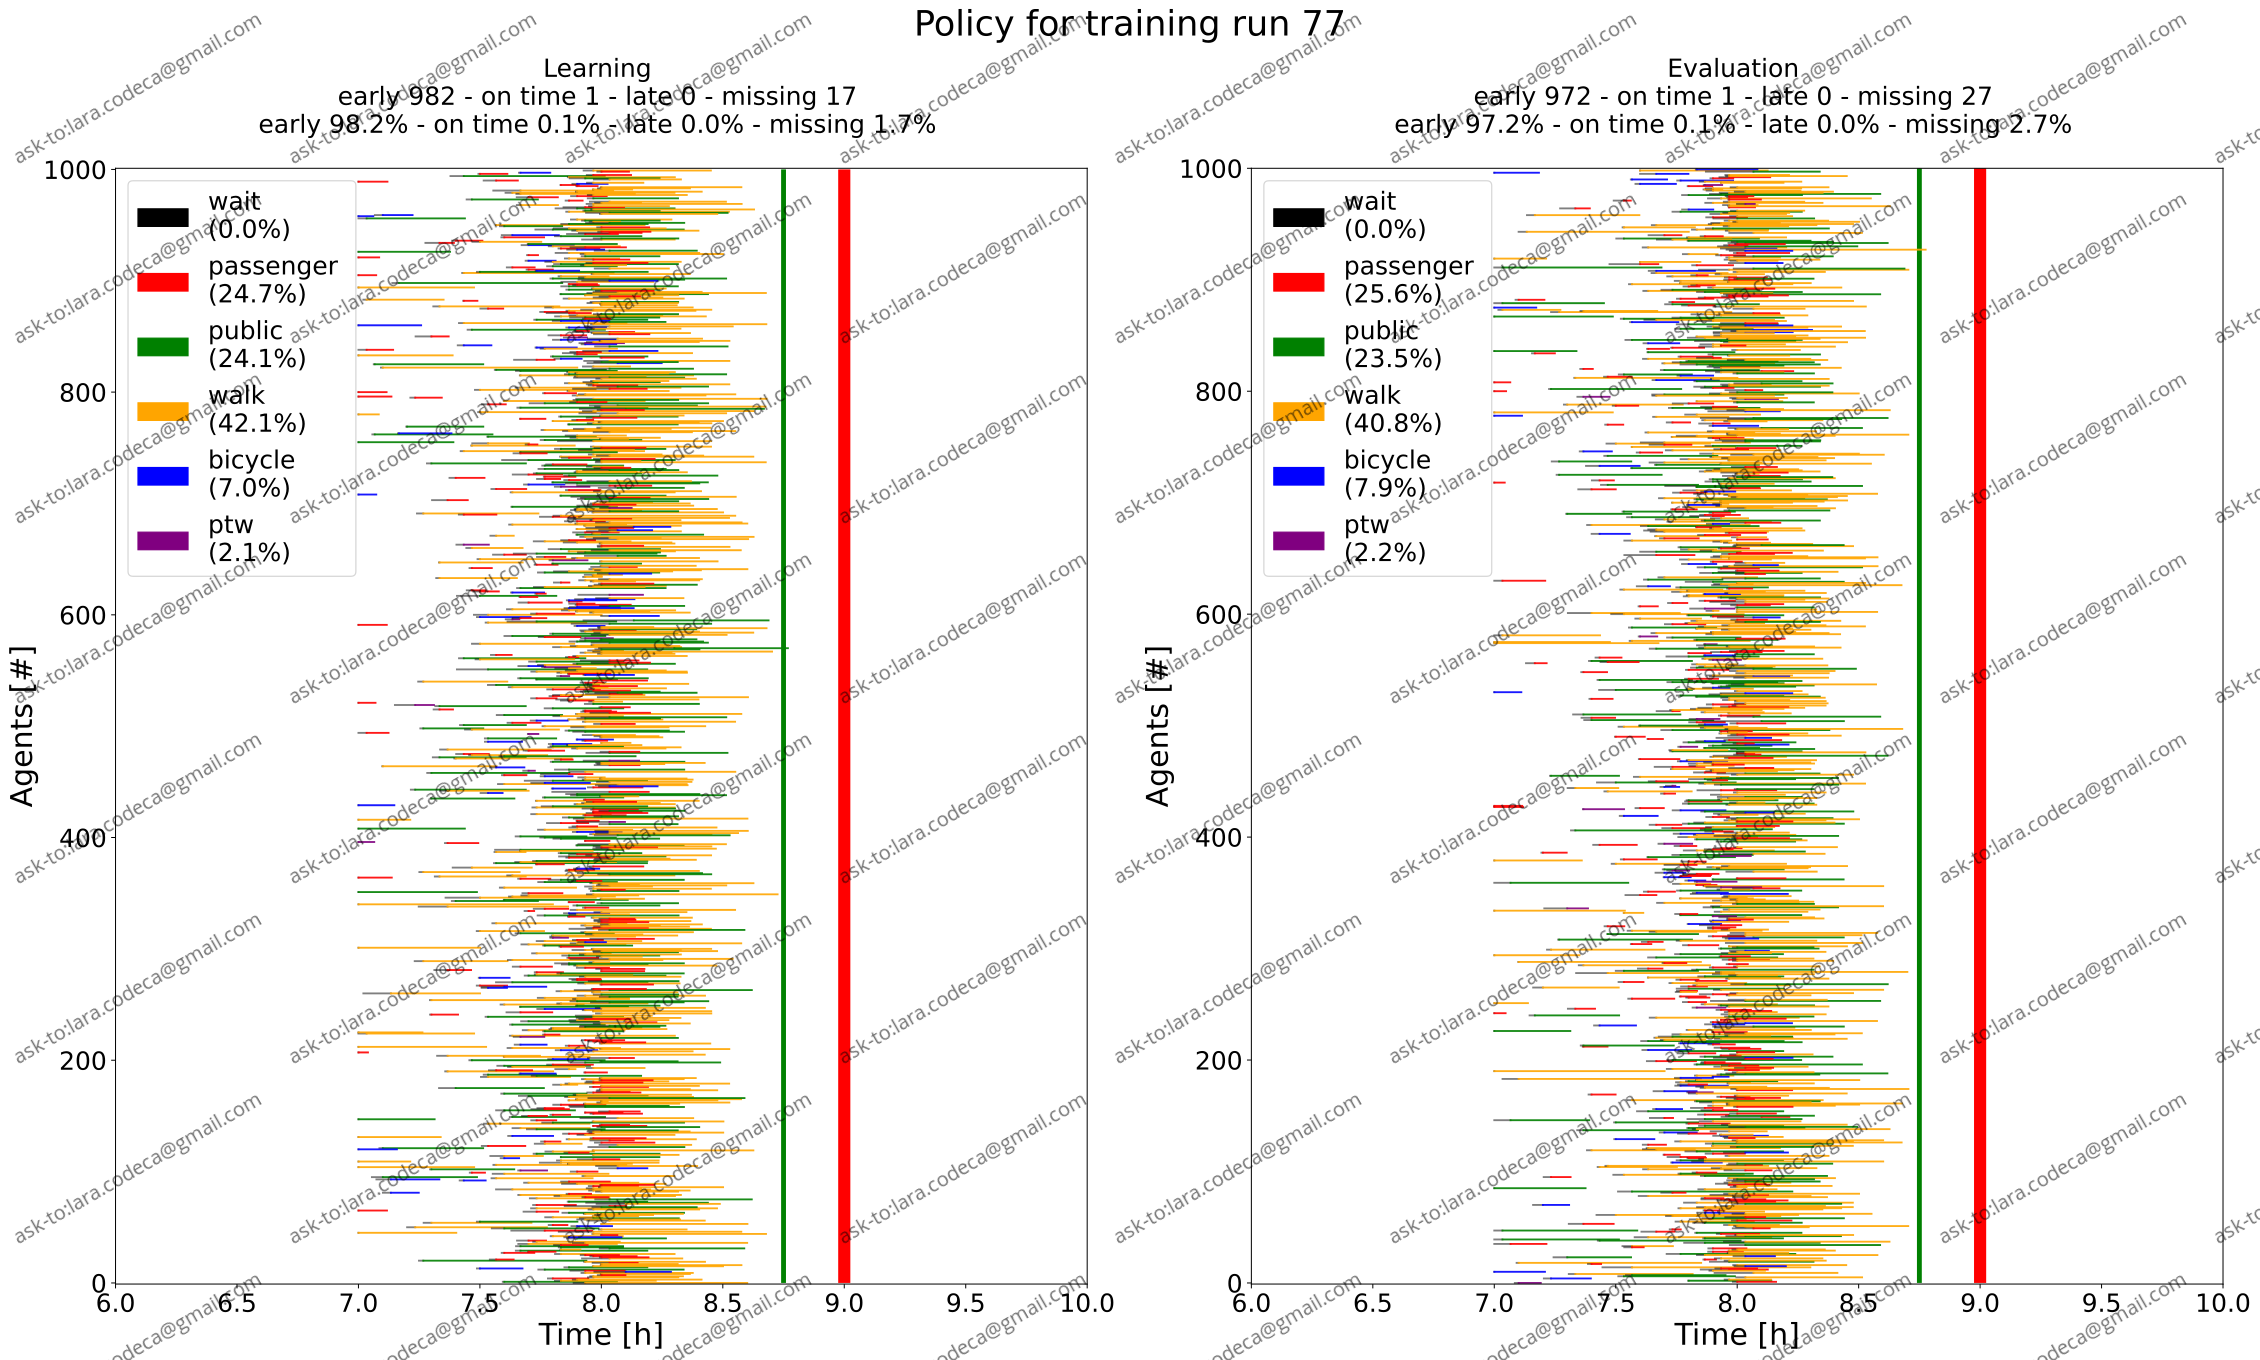 Policy for training run 77
Learning
early 982 - on time 1 - late 0 - missing 17
early 98.2% - on time 0.1% - late 0.0% - missing 1.7%
wait
(0.0%)
passenger
(24.7%)
public
(24.1%)
walk
(42.1%)
bicycle
(7.0%)
ptw
(2.1%)
1000
800
600
400
200
0
Agents [#]
6.0 6.5 7.0 7.5 8.0 8.5 9.0 9.5 10.0
Time [h]
Evaluation
early 972 - on time 1 - late 0 - missing 27
early 97.2% - on time 0.1% - late 0.0% - missing 2.7%
wait
(0.0%)
passenger
(25.6%)
public
(23.5%)
walk
(40.8%)
bicycle
(7.9%)
ptw
(2.2%)
1000
800
600
400
200
0
Agents [#]
6.0 6.5 7.0 7.5 8.0 8.5 9.0 9.5 10.0
Time [h]
ask-to:lara.codeca@gmail.com